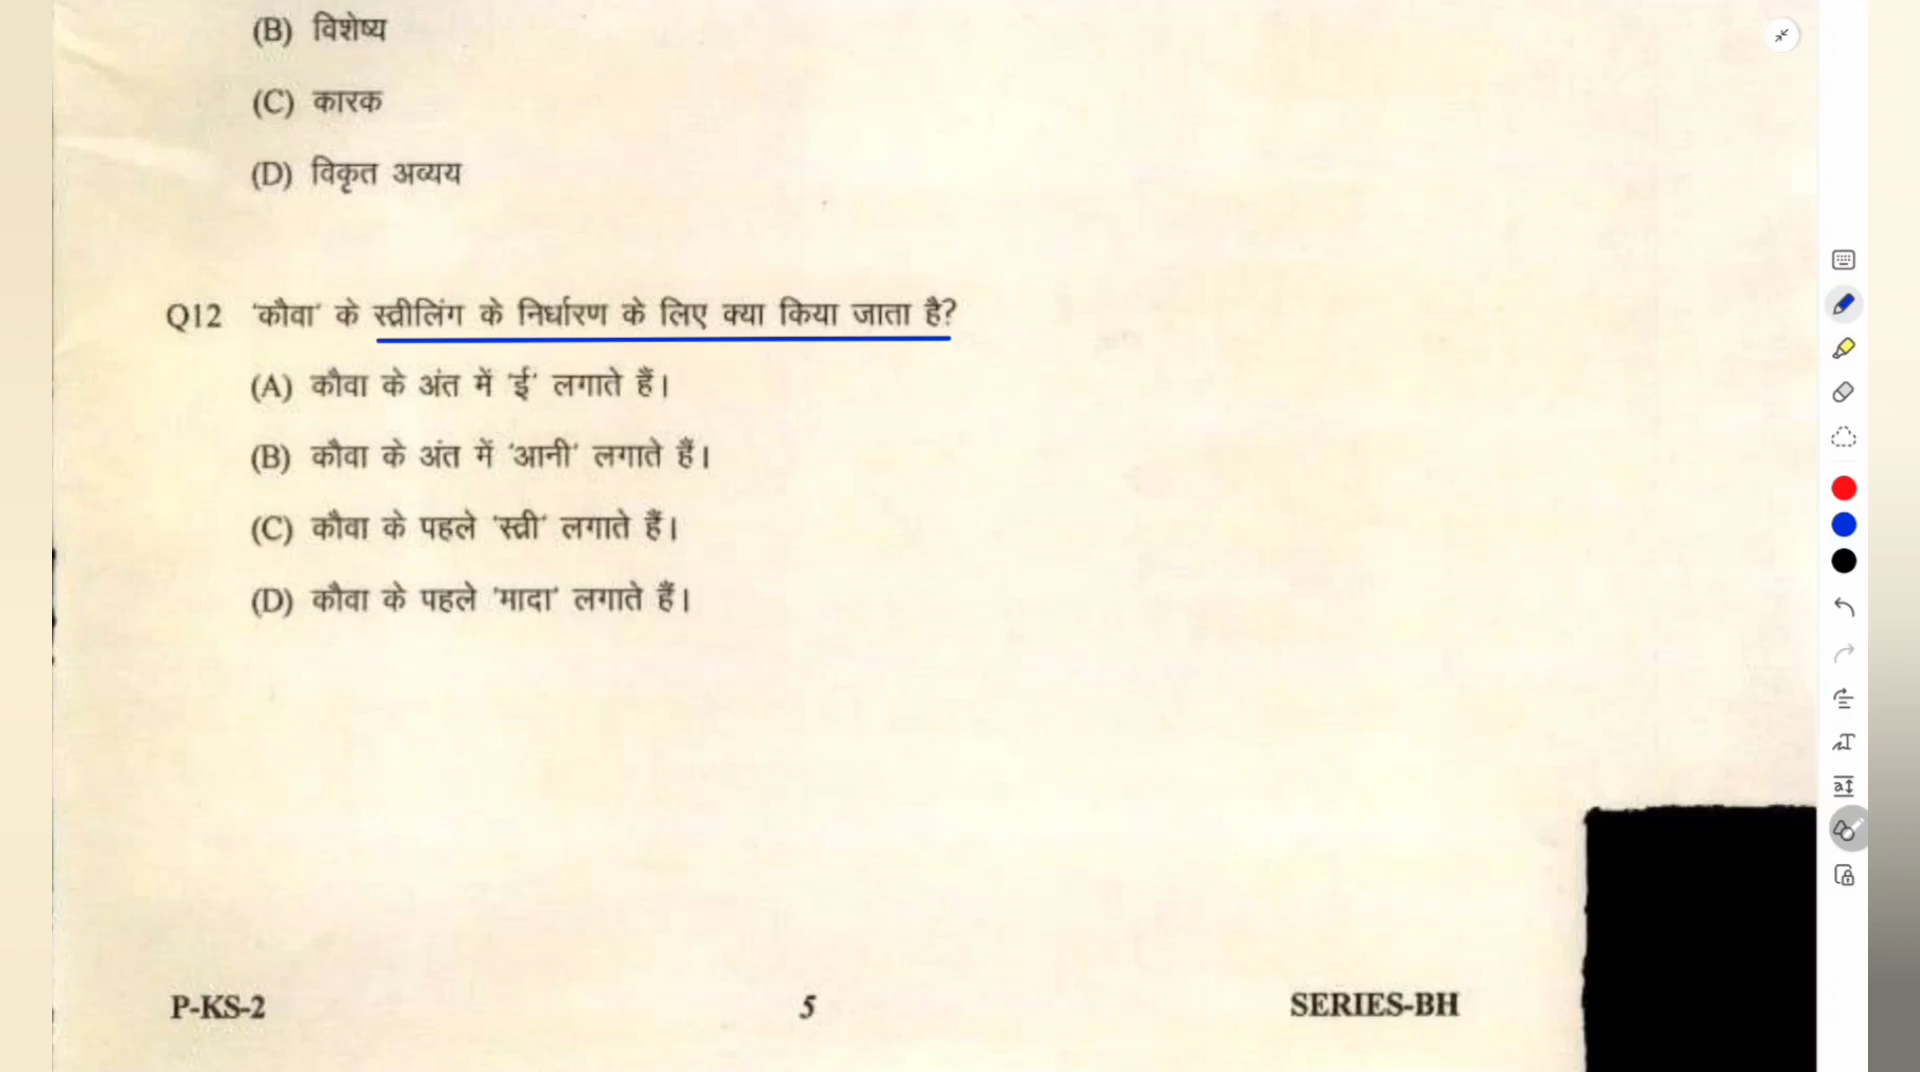 (B) विशेष्य
(C) कारक
(D) विकृत अव्यय
Q12 'कौवा' के स्त्रीलिंग के निर्धारण के लिए क्या किया जाता है?
(A) कौवा के अंत में 'ई' लगाते हैं।
(B) कौवा के अंत में 'आनी' लगाते हैं।
(C) कौवा के पहले 'स्त्री' लगाते हैं।
(D) कौवा के पहले 'मादा' लगाते हैं।
P-KS-2 5 SERIES-BH